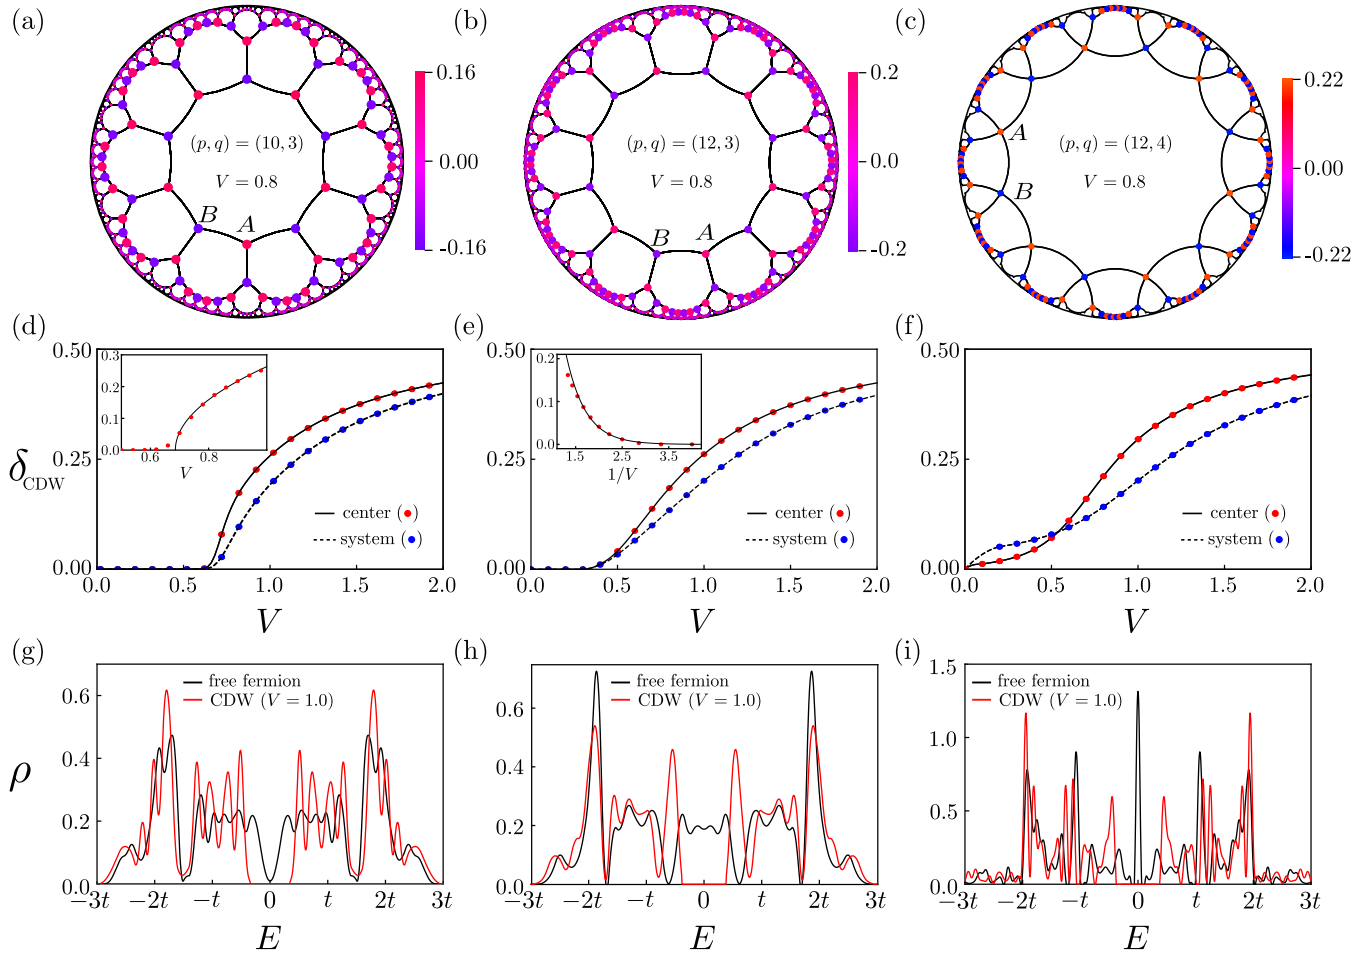 (a)
(p, q) = (10, 3)
V = 0.8
B
A
0.16
0.00
-0.16
(b)
(p, q) = (12, 3)
V = 0.8
B
A
0.2
0.0
-0.2
(c)
A
(p, q) = (12, 4)
B
V = 0.8
0.22
0.00
-0.22
(d)
0.50
0.25
0.00
δCDW
0.3
0.2
0.1
0.0
0.6
0.8
V
center (•)
system (•)
0.0 0.5 1.0 1.5 2.0
V
(e)
0.50
0.25
0.00
0.2
0.1
0.0
1.5 2.5 3.5
1/V
center (•)
system (•)
0.0 0.5 1.0 1.5 2.0
V
(f)
0.50
0.25
0.00
center (•)
system (•)
0.0 0.5 1.0 1.5 2.0
V
(g)
0.6
0.4
0.2
0.0
ρ
free fermion
CDW (V = 1.0)
−3t −2t −t 0 t 2t 3t
E
(h)
0.6
0.4
0.2
0.0
free fermion
CDW (V = 1.0)
−3t −2t −t 0 t 2t 3t
E
(i)
1.5
1.0
0.5
0.0
free fermion
CDW (V = 1.0)
−3t −2t −t 0 t 2t 3t
E